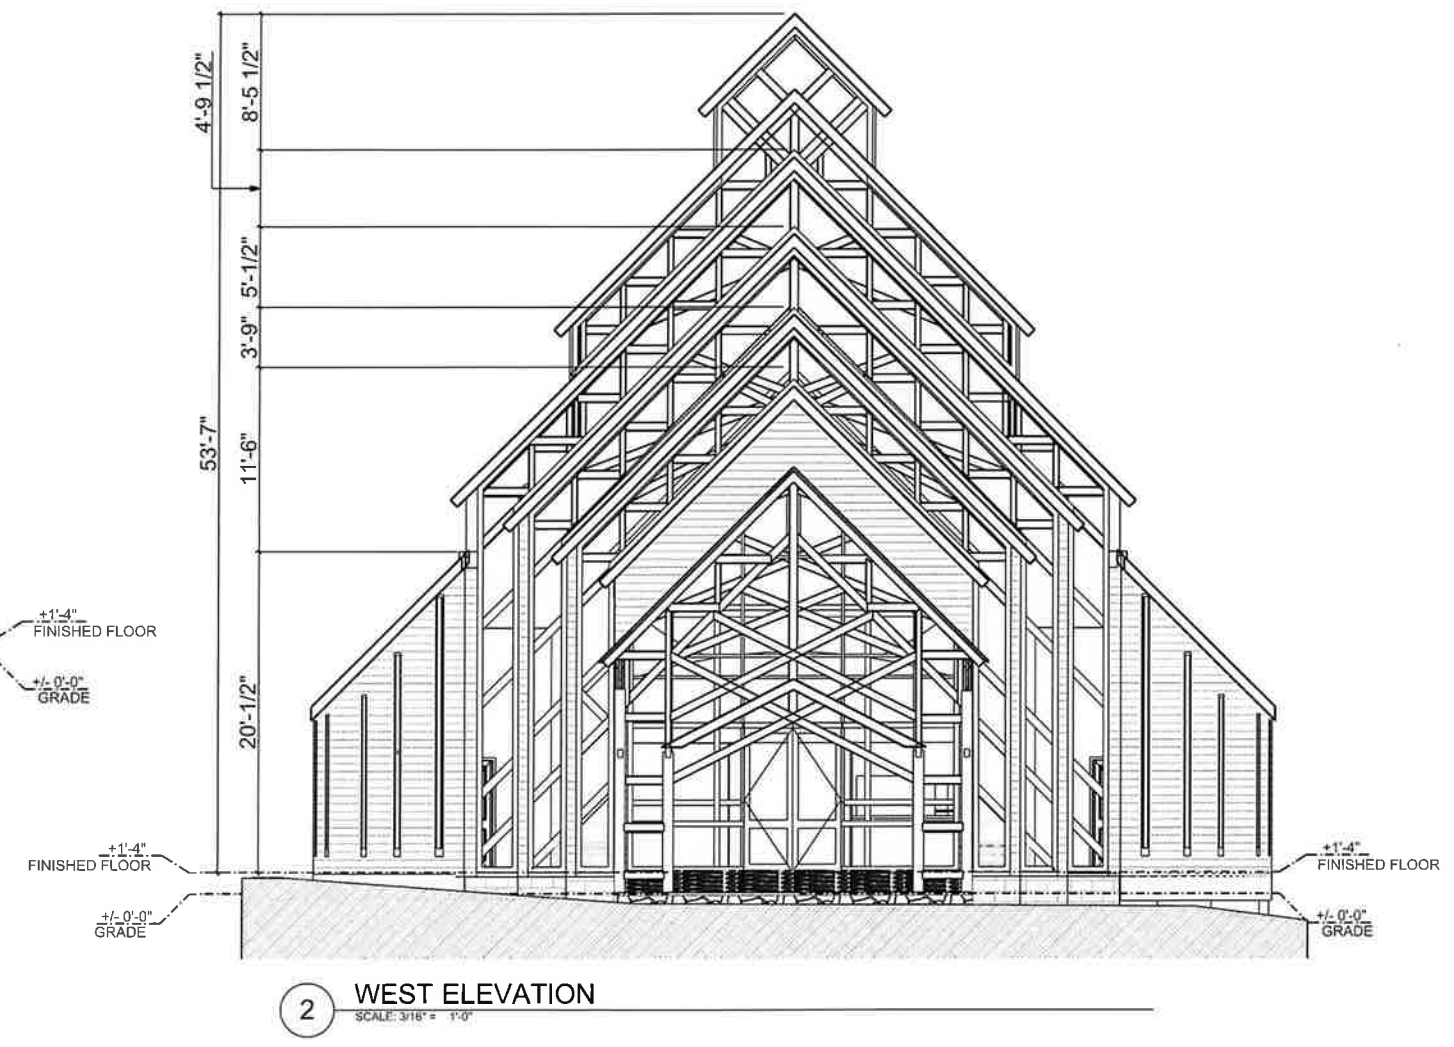 4'-9 1/2"
8'-5 1/2"
5'-1/2"
3'-9"
53'-7"
11'-6"
20'-1/2"
+1'-4"
FINISHED FLOOR
+/- 0'-0"
GRADE
+1'-4"
FINISHED FLOOR
+/- 0'-0"
GRADE
+1'-4"
FINISHED FLOOR
+/- 0'-0"
GRADE
2
WEST ELEVATION
SCALE: 3/16" = 1'-0"